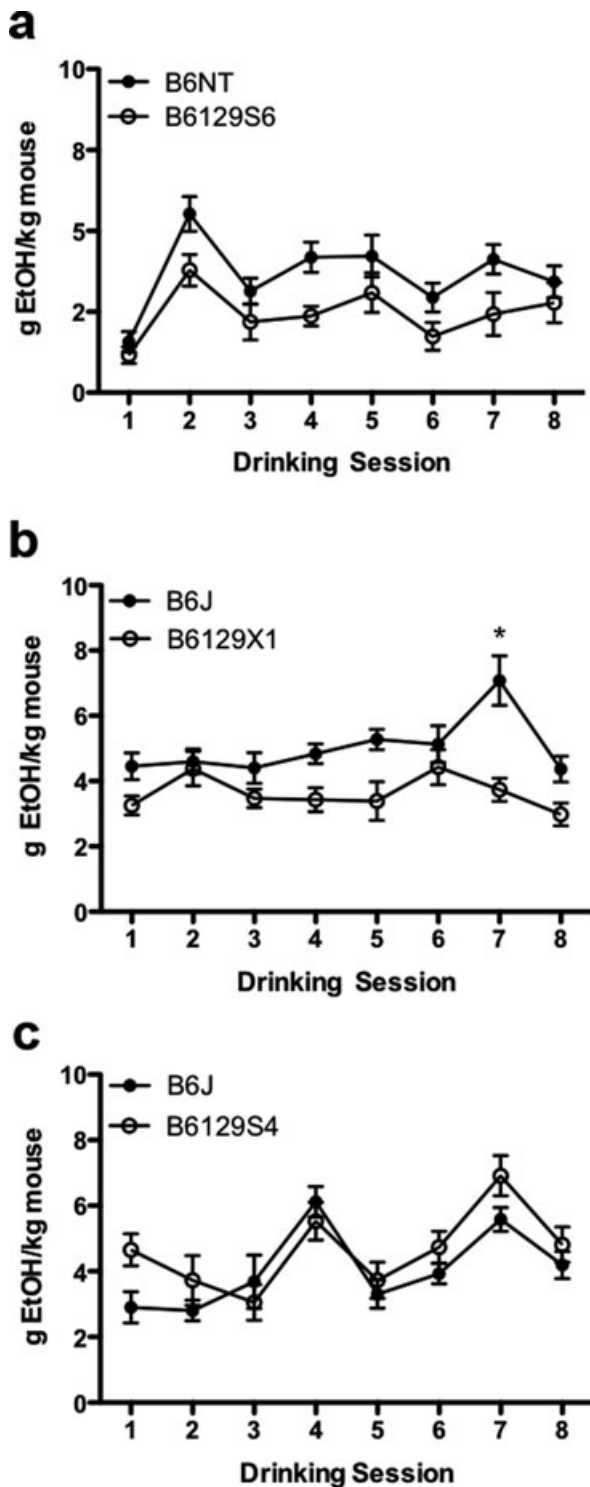 a
10
8
5
2
0
B6NT
B6129S6
g EtOH/kg mouse
1 2 3 4 5 6 7 8
Drinking Session
b
10
8
6
4
2
0
B6J
B6129X1
*
g EtOH/kg mouse
1 2 3 4 5 6 7 8
Drinking Session
c
10
8
6
4
2
0
B6J
B6129S4
g EtOH/kg mouse
1 2 3 4 5 6 7 8
Drinking Session